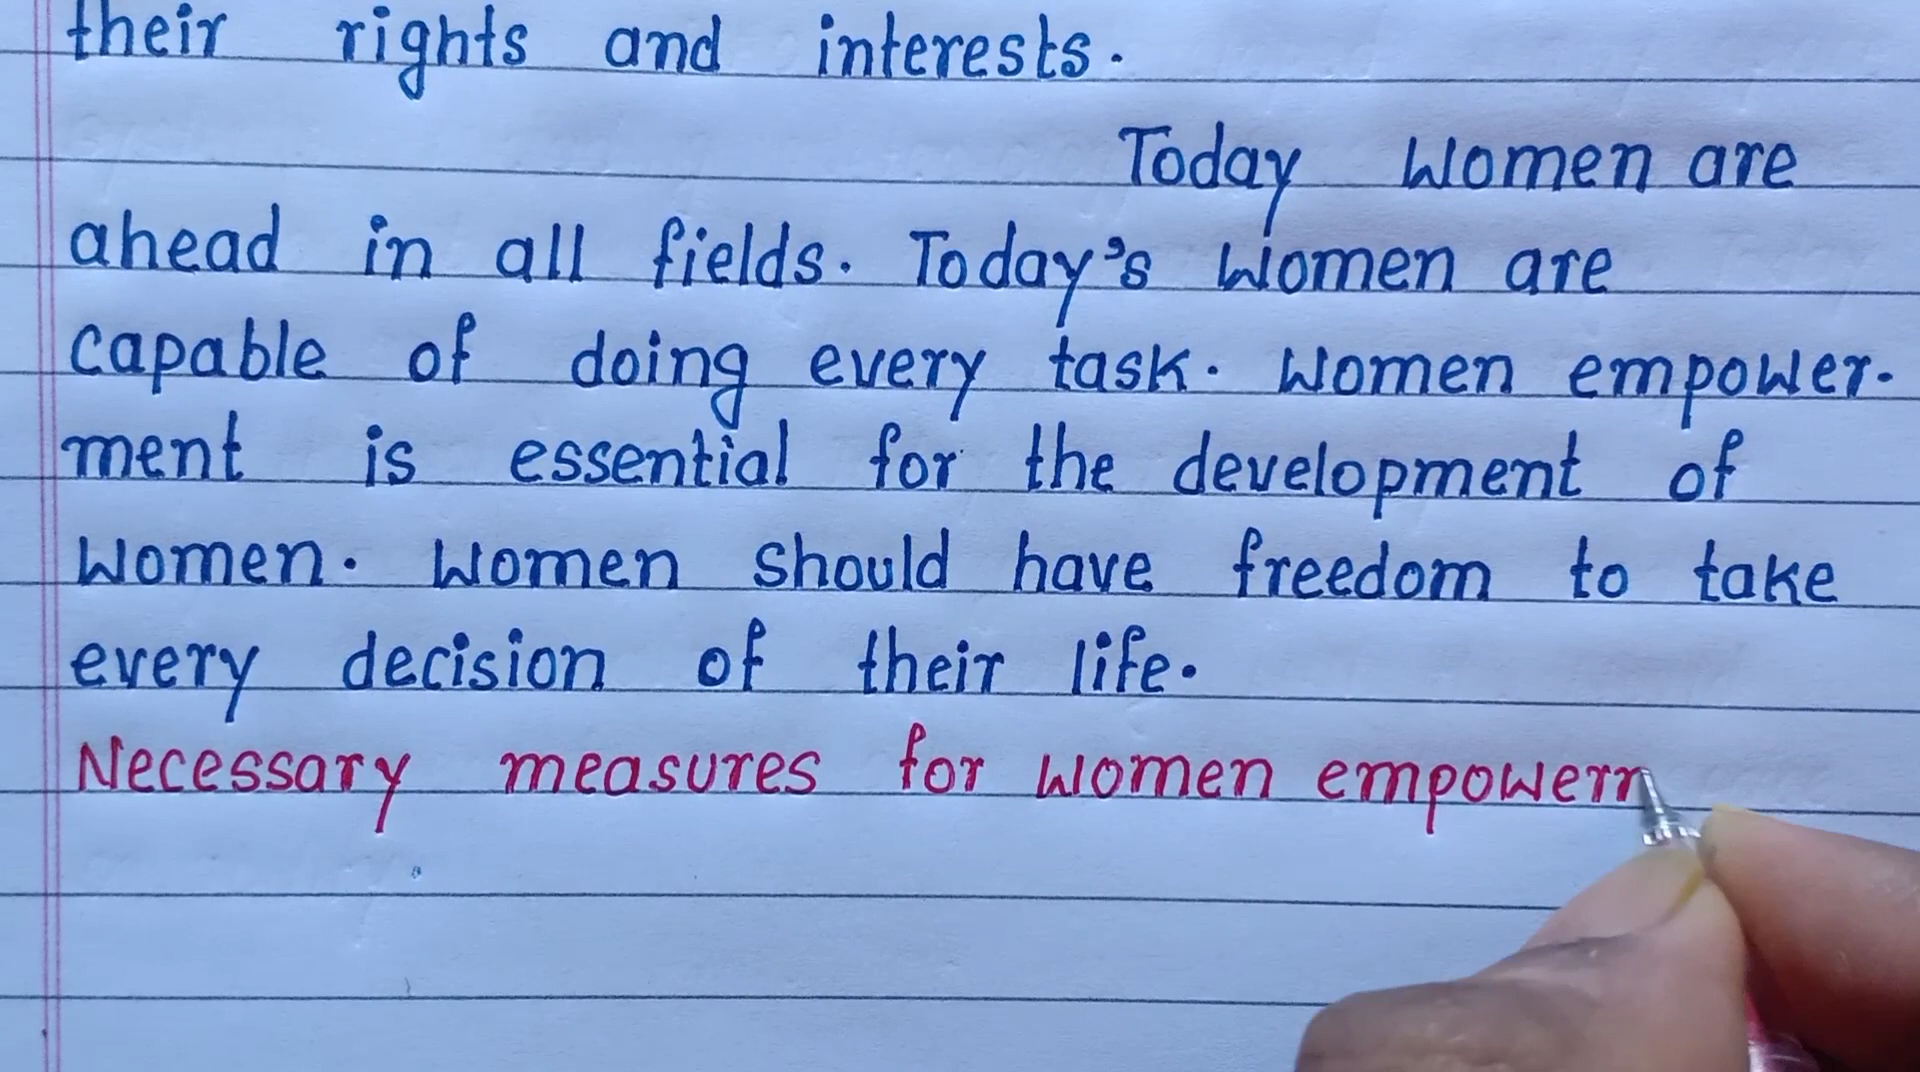 their rights and interests.
Today women are
ahead in all fields. Today's women are
capable of doing every task. Women empower-
ment is essential for the development of
women. Women should have freedom to take
every decision of their life.
Necessary measures for women empowerm